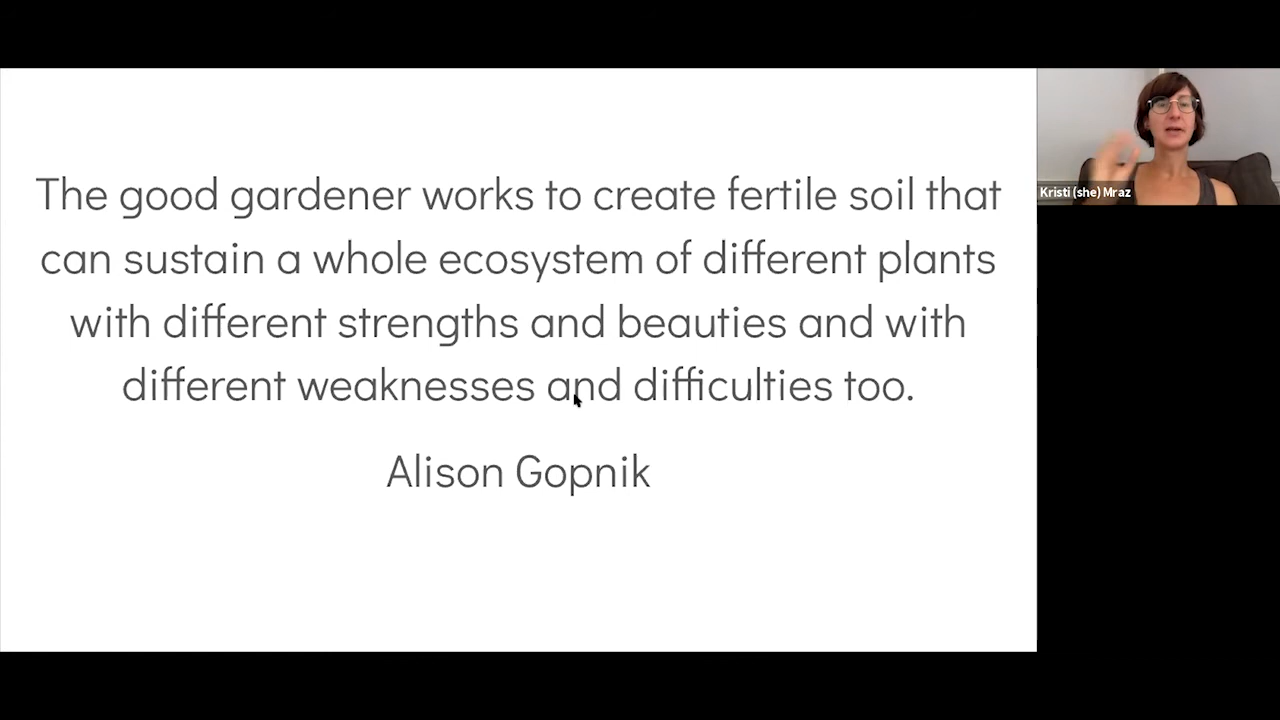 The good gardener works to create fertile soil that
can sustain a whole ecosystem of different plants
with different strengths and beauties and with
different weaknesses and difficulties too.
Alison Gopnik
Kristi (she) Mraz